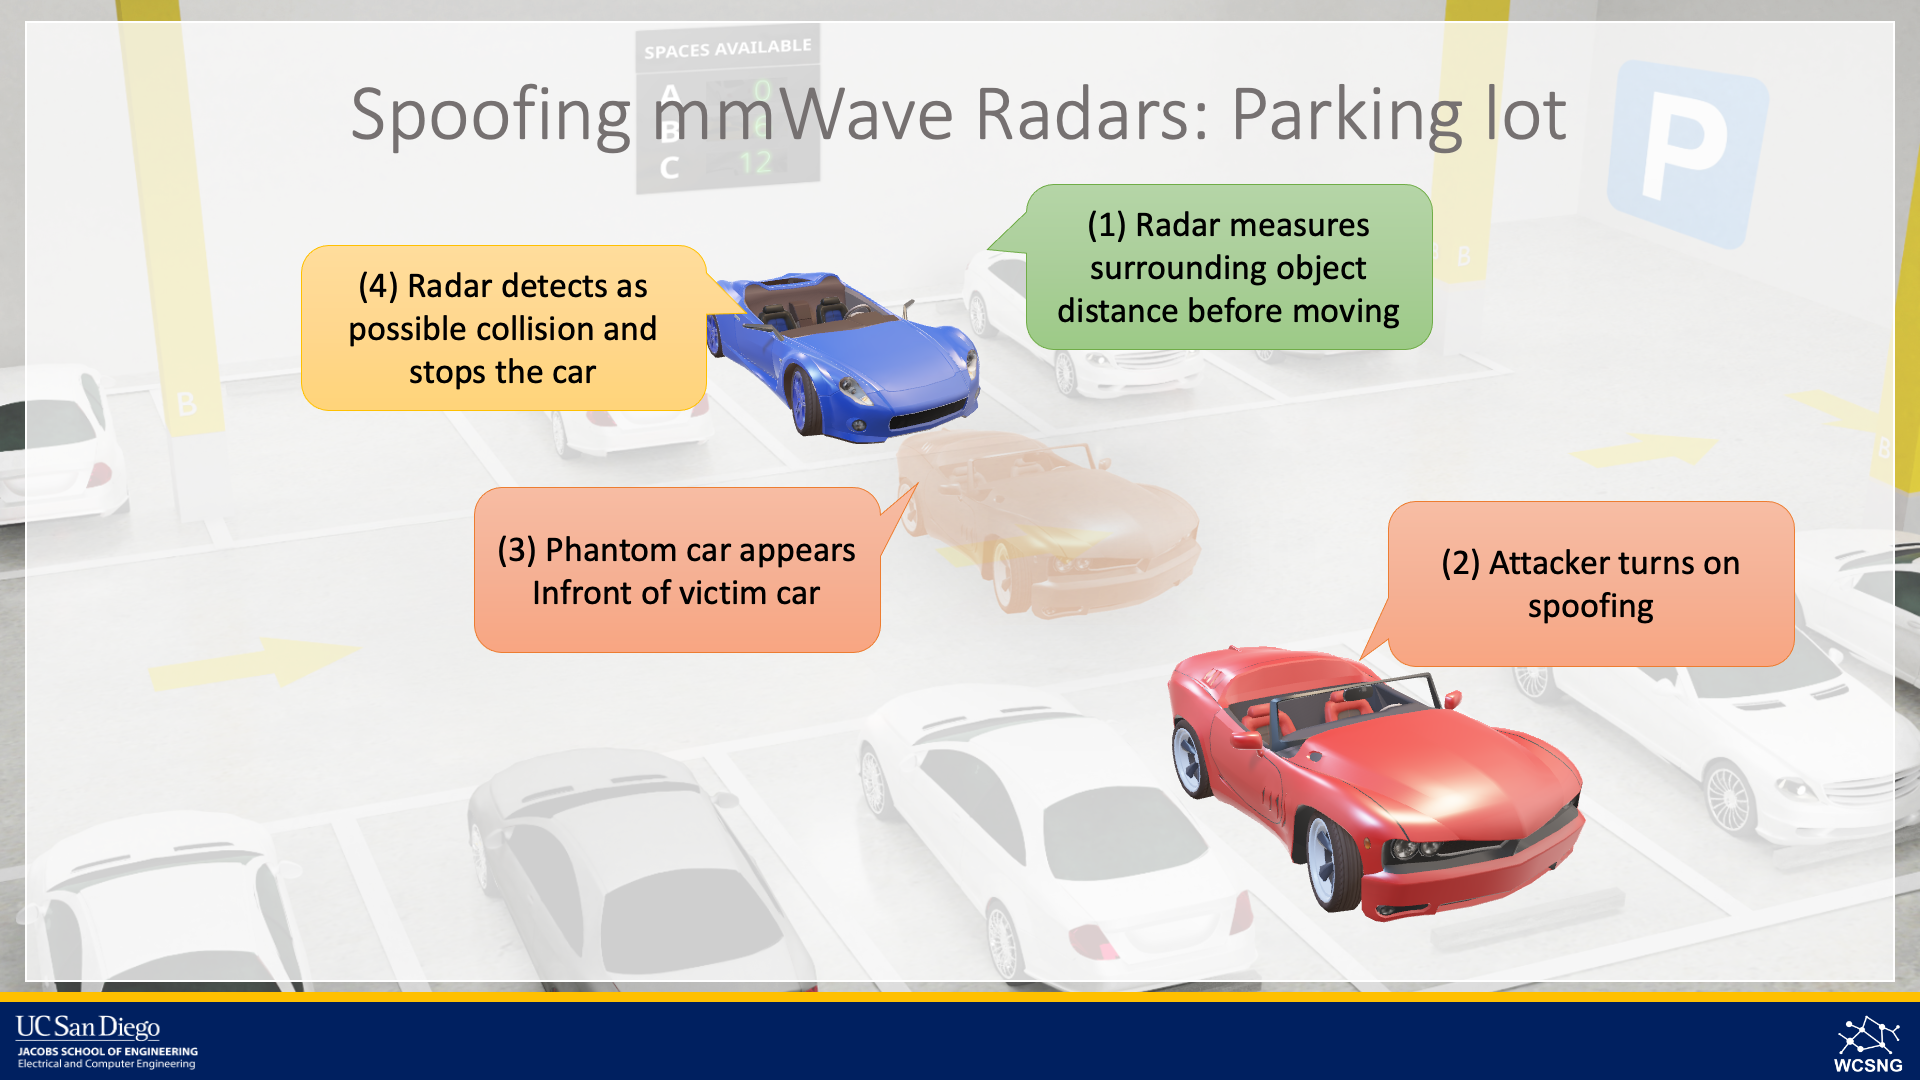 SPACES AVAILABLE
A 0
B 6
C 12
Spoofing mmWave Radars: Parking lot
P
(1) Radar measures
surrounding object
distance before moving
(4) Radar detects as
possible collision and
stops the car
(3) Phantom car appears
Infront of victim car
(2) Attacker turns on
spoofing
B
B
B
B
UC San Diego
JACOBS SCHOOL OF ENGINEERING
Electrical and Computer Engineering
WCSNG